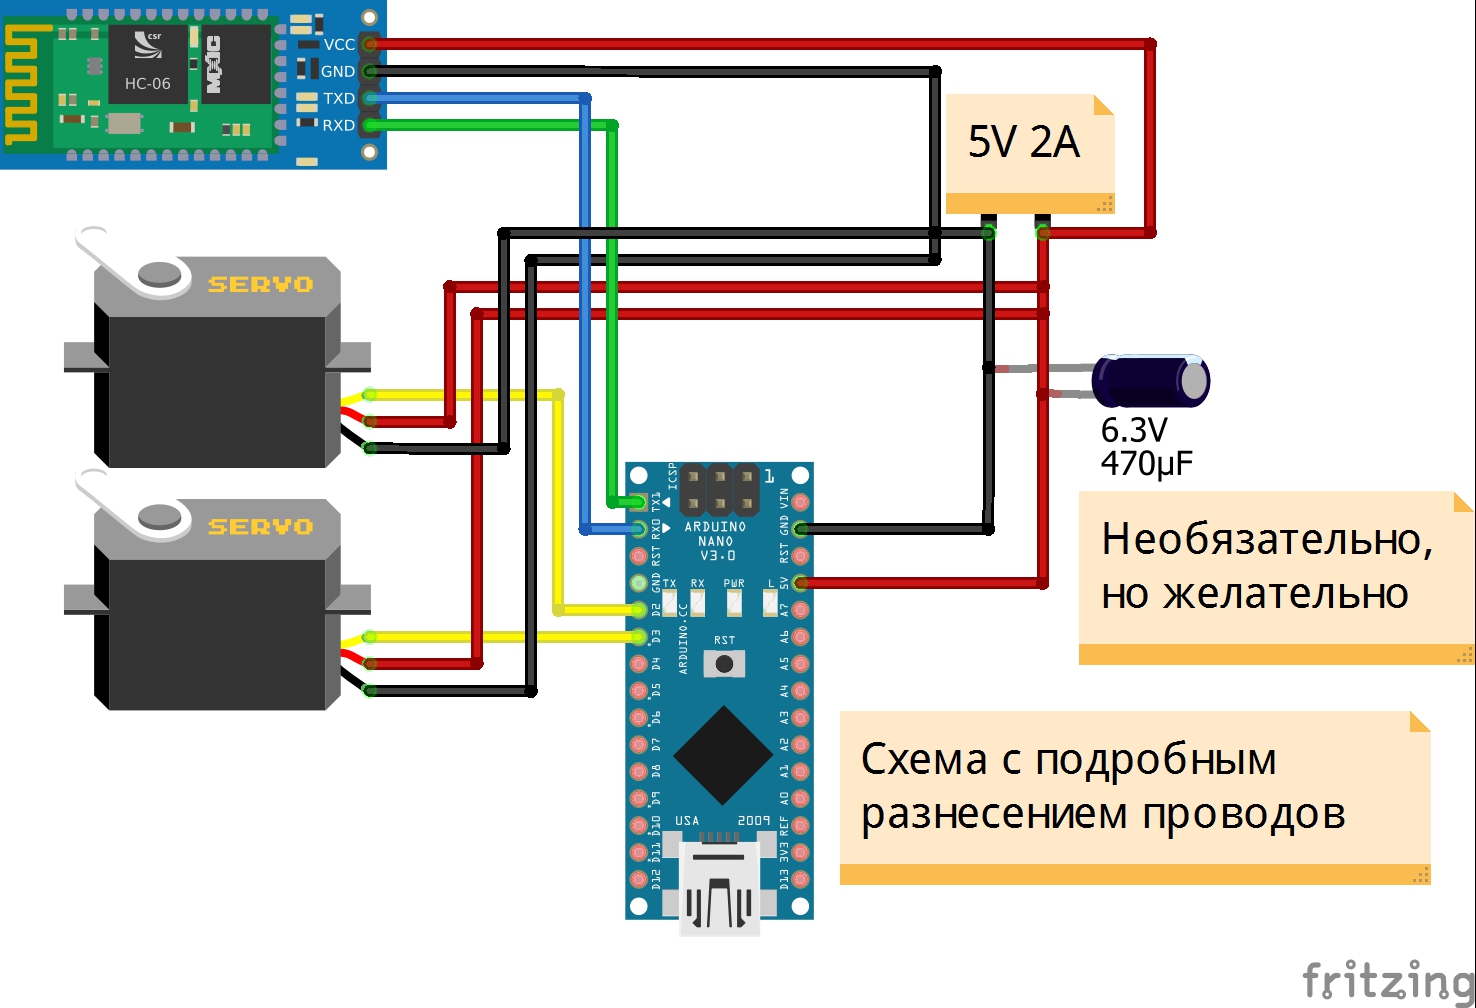 csr
HC-06
VCC
GND
TXD
RXD
5V 2A
SERVO
SERVO
6.3V
470µF
Необязательно,
но желательно
Схема с подробным
разнесением проводов
ICSP
1
ARDUINO
NANO
V3.0
TX RX PWR L
ARDUINO.CC
RST
USA 2009
TX1
RX0
RST
GND
D2
D3
D4
D5
D6
D7
D8
D9
D10
D11
D12
VIN
GND
RST
5V
A7
A6
A5
A4
A3
A2
A1
A0
REF
3V3
D13
fritzing